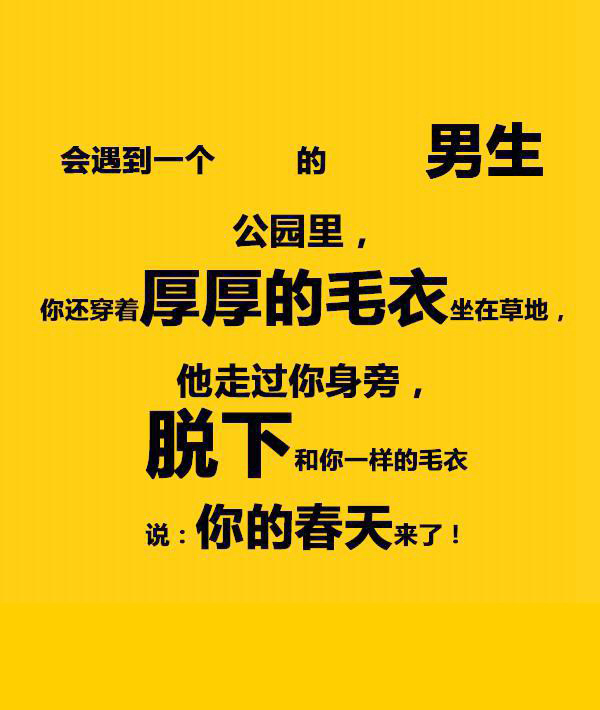 会遇到一个 的 男生
公园里，
你还穿着厚厚的毛衣坐在草地，
他走过你身旁，
脱下和你一样的毛衣
说：你的春天来了！